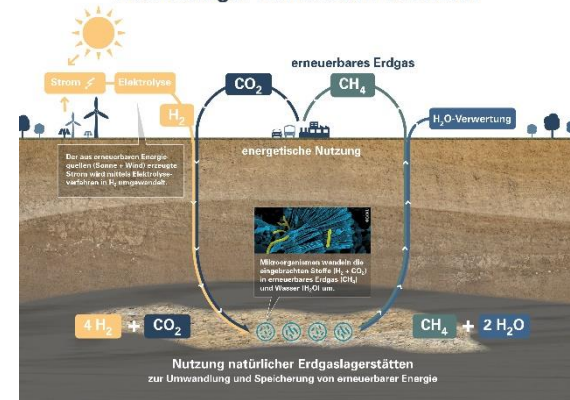 erneuerbares Erdgas
Strom
Elektrolyse
CO₂
CH₄
H₂
H₂O-Verwertung
energetische Nutzung
Der aus erneuerbaren Energie-
quellen (Sonne + Wind) erzeugte
Strom wird mittels Elektrolyse-
verfahren in H₂ umgewandelt.
Mikroorganismen wandeln die
eingebrachten Stoffe (H₂ + CO₂)
in erneuerbares Erdgas (CH₄)
und Wasser (H₂O) um.
4 H₂ + CO₂
CH₄ + 2 H₂O
Nutzung natürlicher Erdgaslagerstätten
zur Umwandlung und Speicherung von erneuerbarer Energie